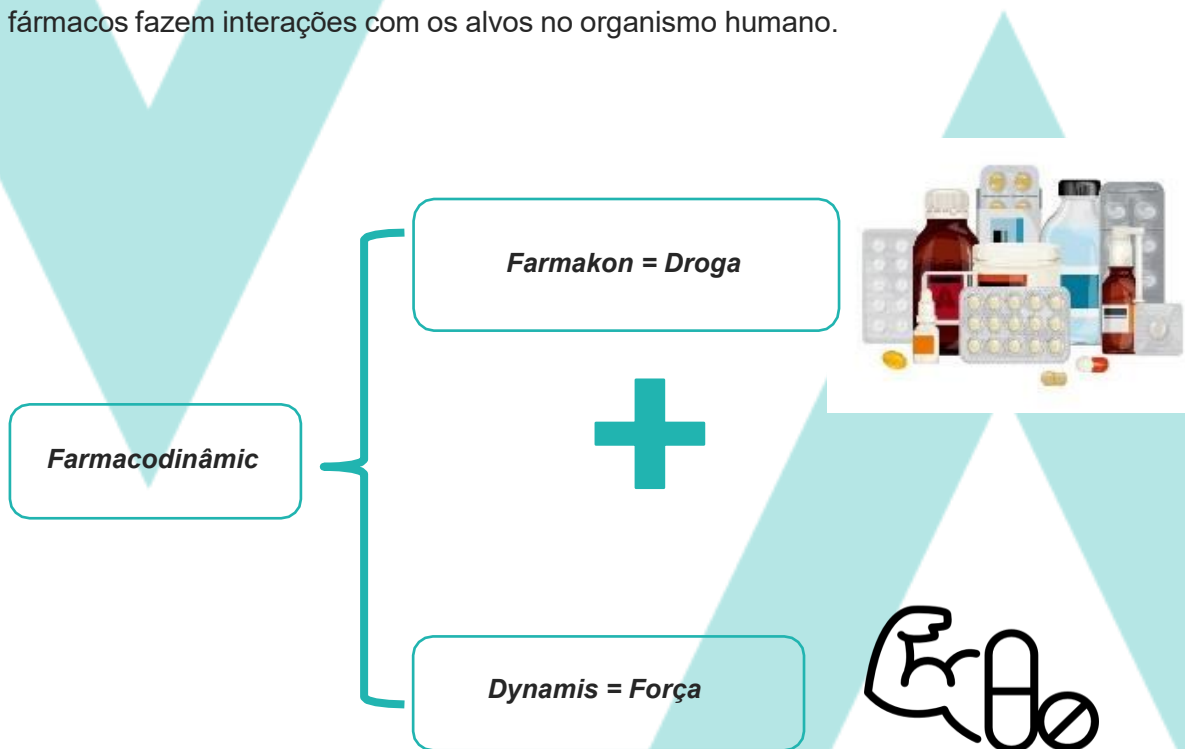 fármacos fazem interações com os alvos no organismo humano.
Farmakon = Droga
Farmacodinâmic
Dynamis = Força